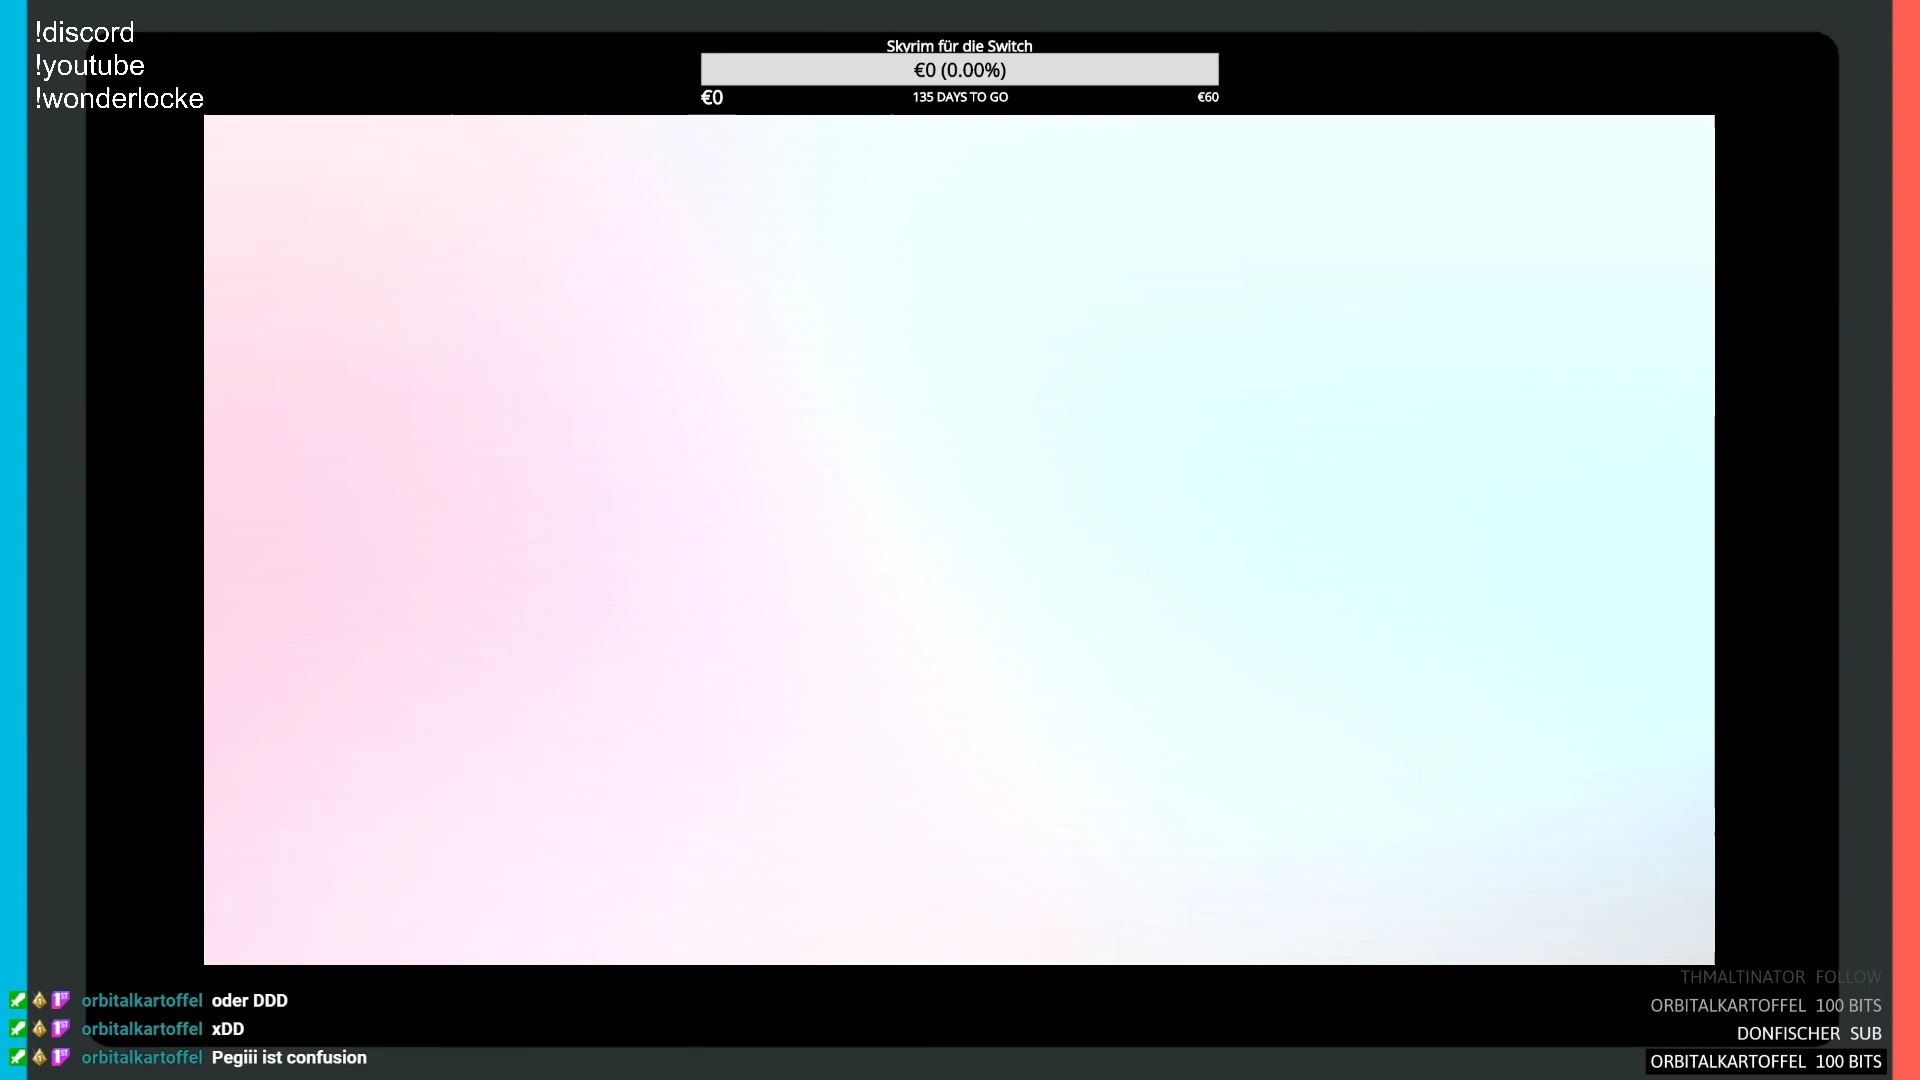 !discord
!youtube
!wonderlocke
Skyrim für die Switch
€0 (0.00%)
€0 135 DAYS TO GO €60
orbitalkartoffel oder DDD
orbitalkartoffel xDD
orbitalkartoffel Pegiii ist confusion
THMALTINATOR FOLLOW
ORBITALKARTOFFEL 100 BITS
DONFISCHER SUB
ORBITALKARTOFFEL 100 BITS